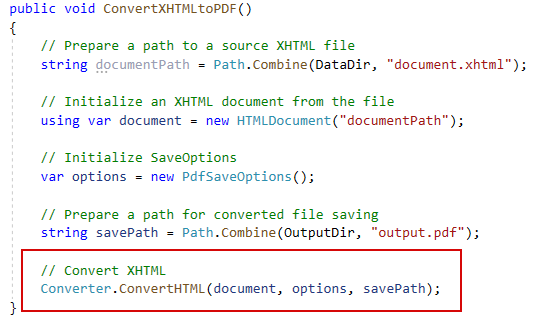 public void ConvertXHTMLtoPDF()
{
// Prepare a path to a source XHTML file
string documentPath = Path.Combine(DataDir, "document.xhtml");
// Initialize an XHTML document from the file
using var document = new HTMLDocument("documentPath");
// Initialize SaveOptions
var options = new PdfSaveOptions();
// Prepare a path for converted file saving
string savePath = Path.Combine(OutputDir, "output.pdf");
// Convert XHTML
Converter.ConvertHTML(document, options, savePath);
}